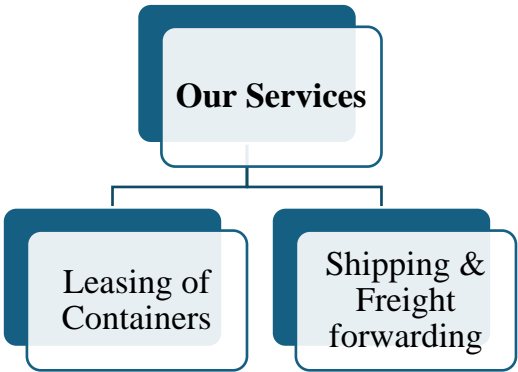 Our Services
Leasing of
Containers
Shipping &
Freight
forwarding